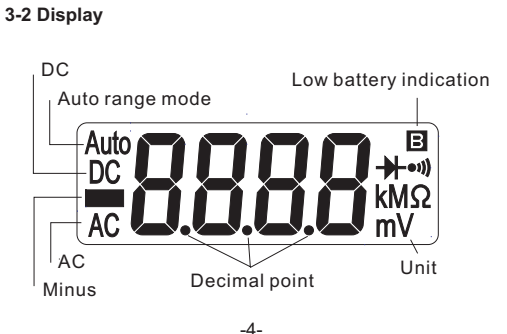 3-2 Display
DC
Low battery indication
Auto range mode
Auto
B
DC
8.8.8.8
kMΩ
AC
mV
AC
Decimal point
Unit
Minus
-4-